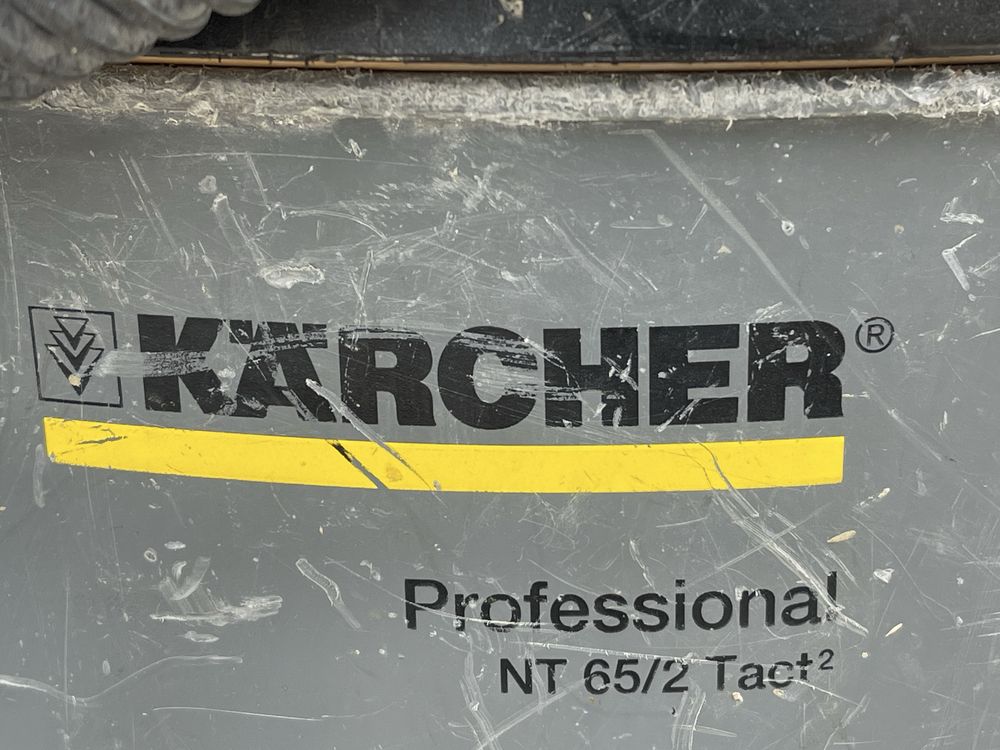 KÄRCHER®
Professional
NT 65/2 Tact²